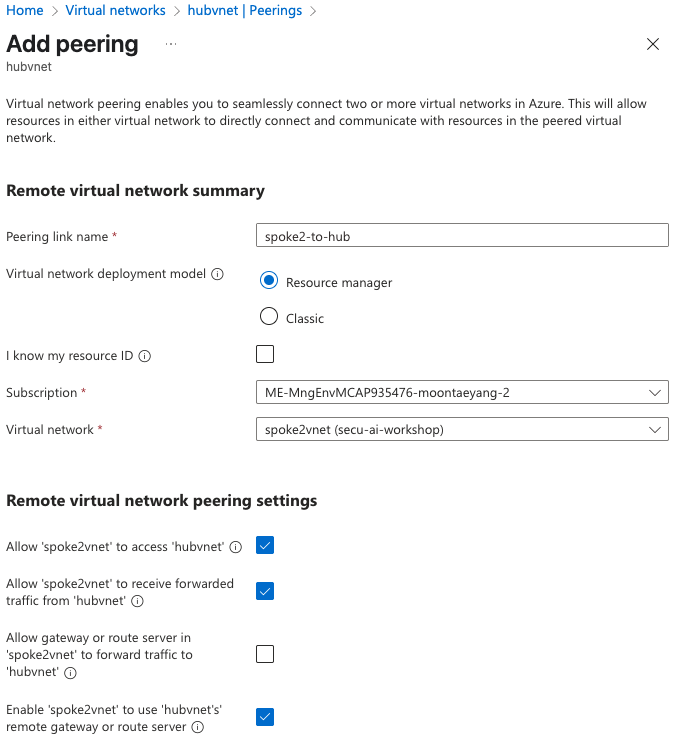 Home > Virtual networks > hubvnet | Peerings >
Add peering ...
hubvnet
Virtual network peering enables you to seamlessly connect two or more virtual networks in Azure. This will allow
resources in either virtual network to directly connect and communicate with resources in the peered virtual
network.
Remote virtual network summary
Peering link name *
spoke2-to-hub
Virtual network deployment model
Resource manager
Classic
I know my resource ID
Subscription *
ME-MngEnvMCAP935476-moontaeyang-2
Virtual network *
spoke2vnet (secu-ai-workshop)
Remote virtual network peering settings
Allow 'spoke2vnet' to access 'hubvnet'
Allow 'spoke2vnet' to receive forwarded
traffic from 'hubvnet'
Allow gateway or route server in
'spoke2vnet' to forward traffic to
'hubvnet'
Enable 'spoke2vnet' to use 'hubvnet's'
remote gateway or route server